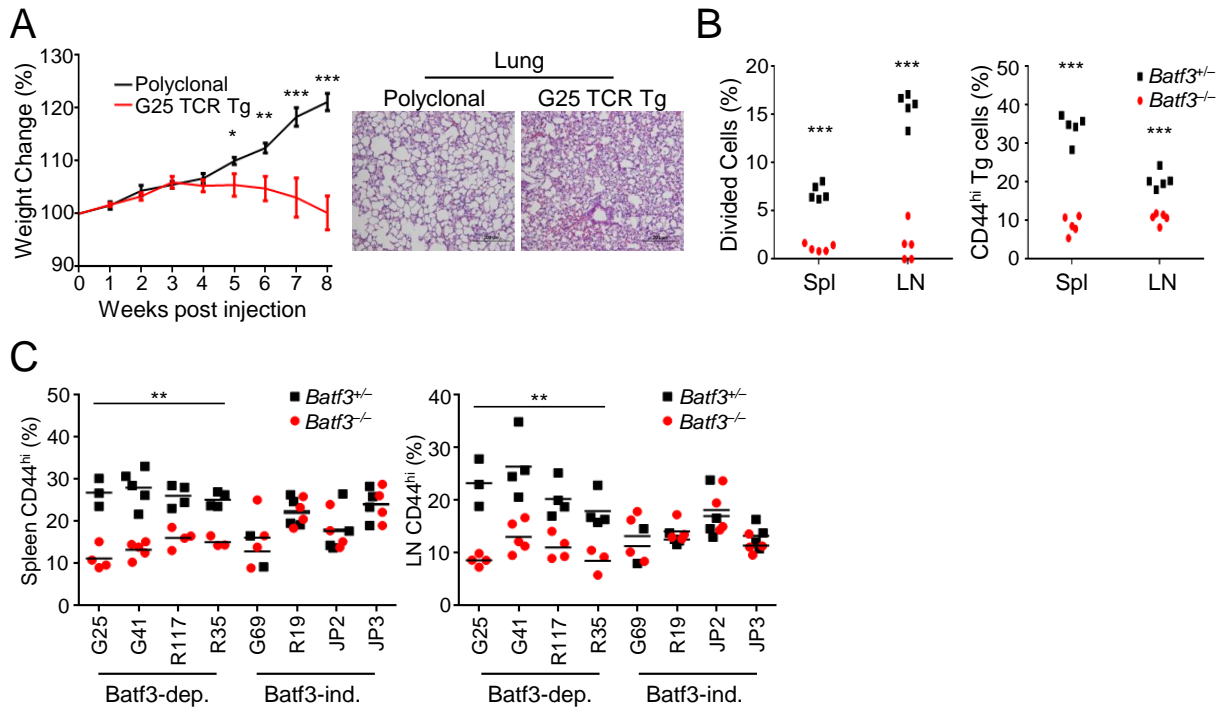 A
Weight Change (%)
130
120
110
100
90
Polyclonal
G25 TCR Tg
*
**
***
***
0 1 2 3 4 5 6 7 8
Weeks post injection
Lung
Polyclonal
G25 TCR Tg
B
Divided Cells (%)
20
15
10
5
0
***
***
Spl
LN
CD44hi Tg cells (%)
50
40
30
20
10
0
***
***
Spl
LN
Batf3+/–
Batf3–/–
C
Spleen CD44hi (%)
50
40
30
20
10
0
**
Batf3+/–
Batf3–/–
G25
G41
R117
R35
G69
R19
JP2
JP3
Batf3-dep.
Batf3-ind.
LN CD44hi (%)
40
30
20
10
0
**
Batf3+/–
Batf3–/–
G25
G41
R117
R35
G69
R19
JP2
JP3
Batf3-dep.
Batf3-ind.